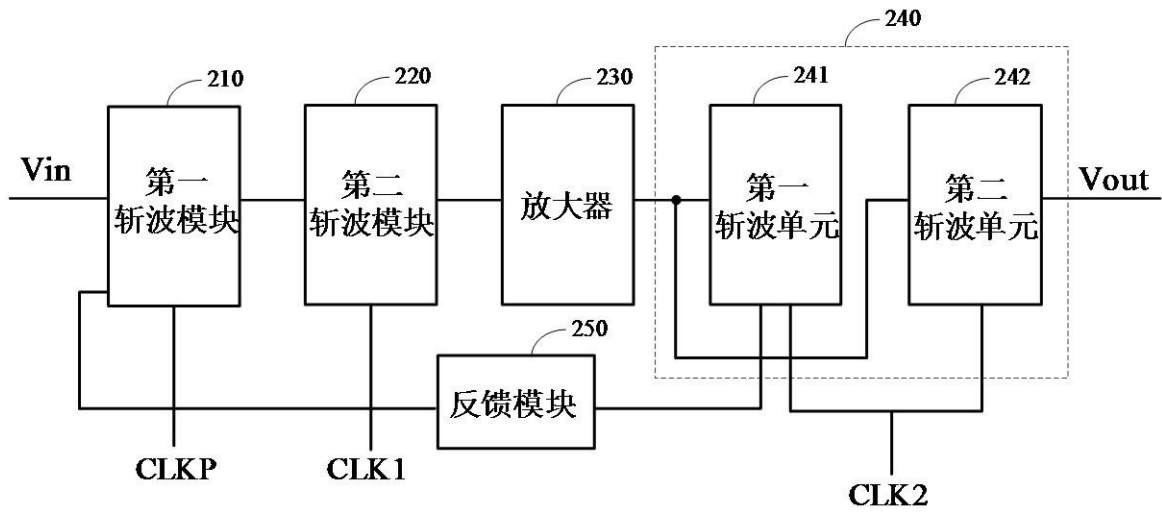 240
210
220
230
241
242
Vin
第一
斩波模块
第二
斩波模块
放大器
第一
斩波单元
第二
斩波单元
Vout
250
反馈模块
CLKP
CLK1
CLK2